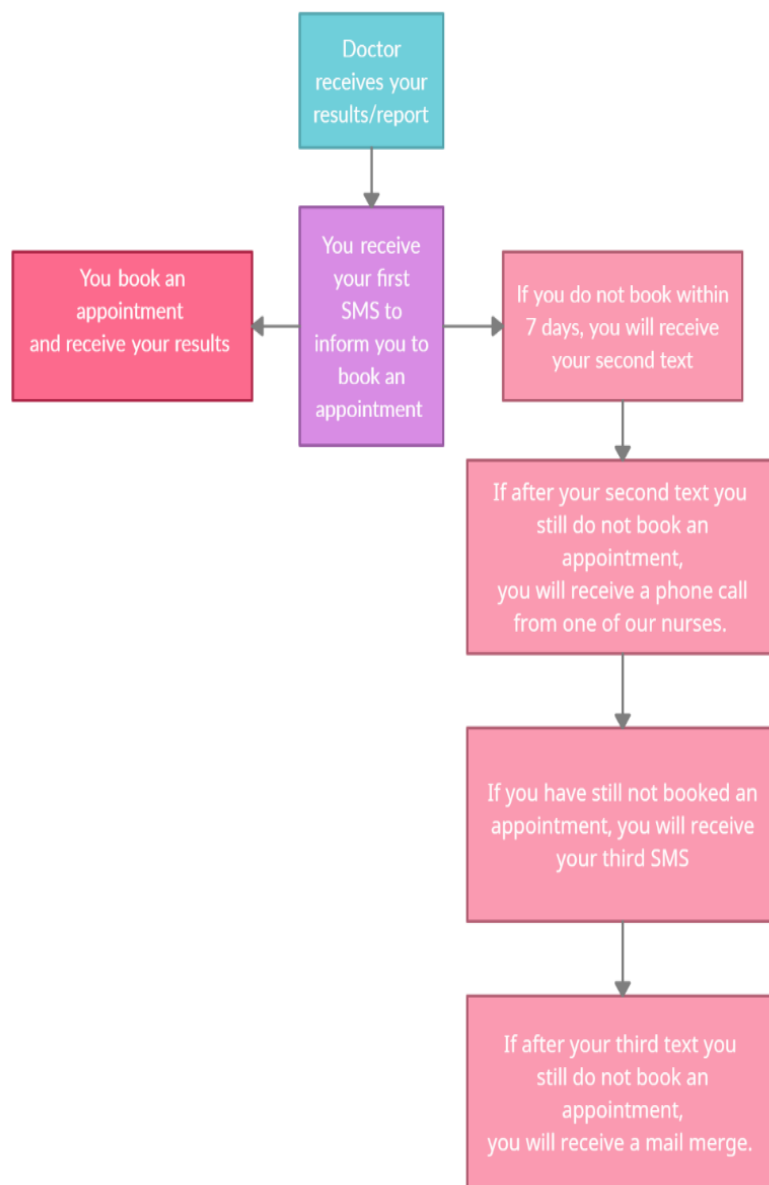 Doctor
receives your
results/report
You receive
your first
SMS to
inform you to
book an
appointment
You book an
appointment
and receive your results
If you do not book within
7 days, you will receive
your second text
If after your second text you
still do not book an
appointment,
you will receive a phone call
from one of our nurses.
If you have still not booked an
appointment, you will receive
your third SMS
If after your third text you
still do not book an
appointment,
you will receive a mail merge.